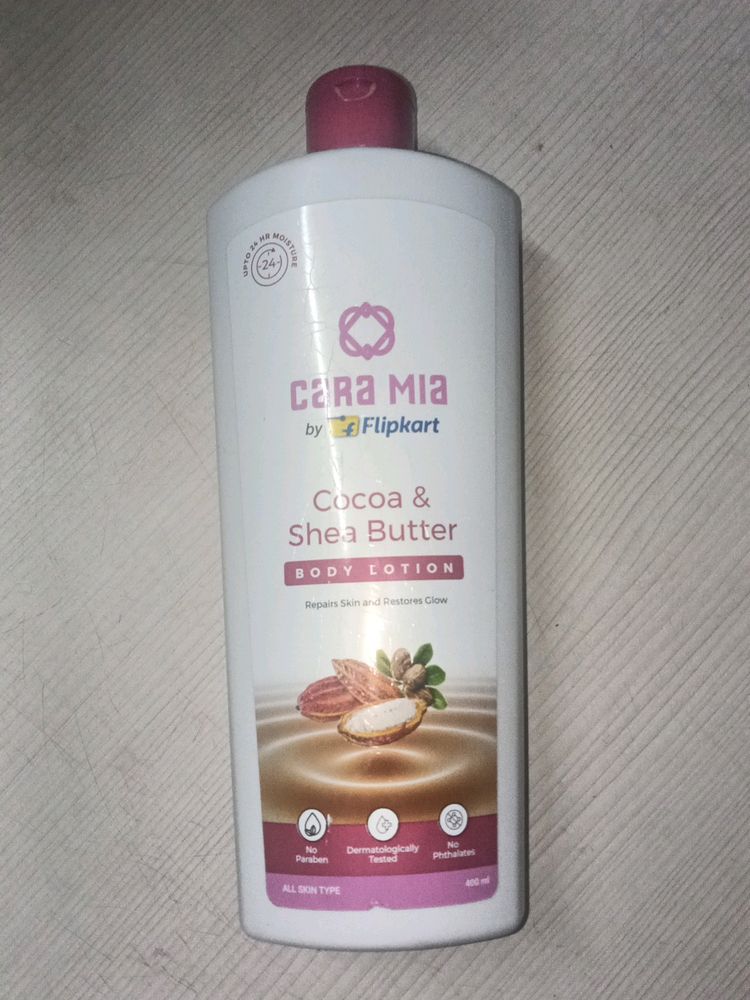 UPTO 24 HR MOISTURE
24
CARA MIA
by Flipkart
Cocoa &
Shea Butter
BODY LOTION
Repairs Skin and Restores Glow
No
Paraben
Dermatologically
Tested
No
Phthalates
ALL SKIN TYPE
400 ml